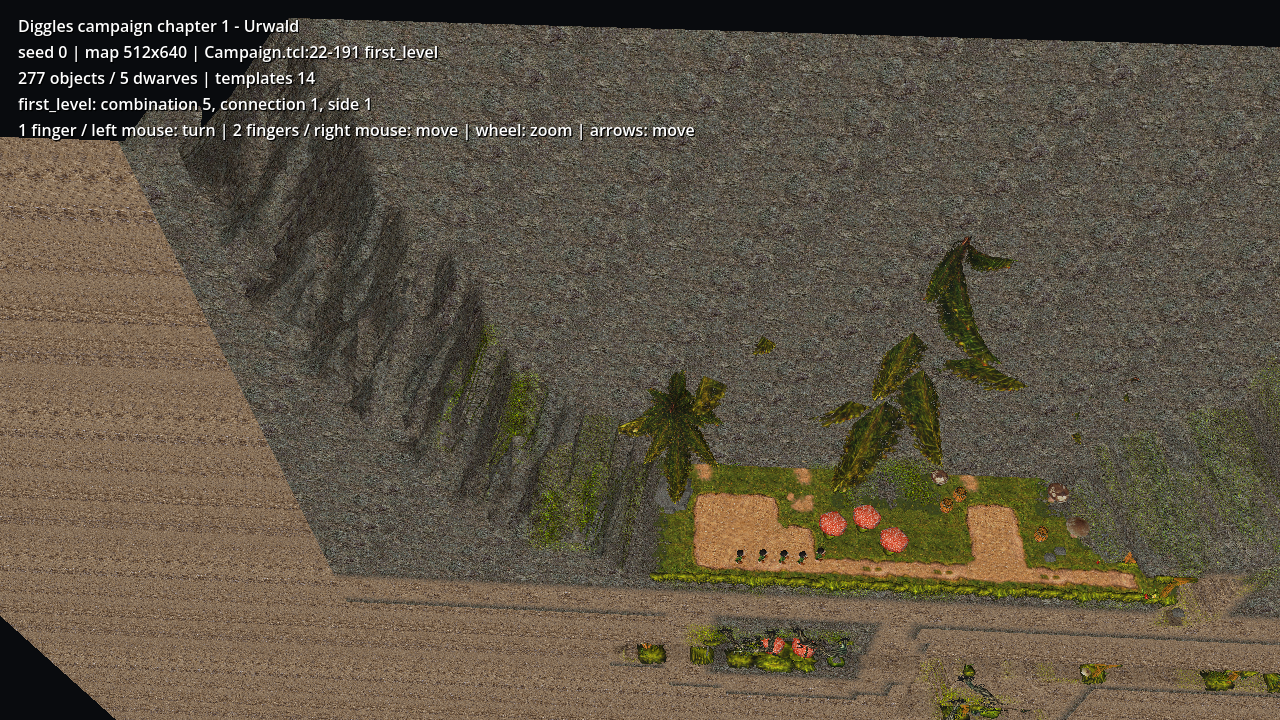 Diggles campaign chapter 1 - Urwald
seed 0 | map 512x640 | Campaign.tcl:22-191 first_level
277 objects / 5 dwarves | templates 14
first_level: combination 5, connection 1, side 1
1 finger / left mouse: turn | 2 fingers / right mouse: move | wheel: zoom | arrows: move